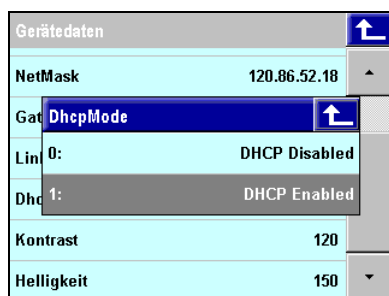 Gerätedaten
NetMask 120.86.52.18
Gat
DhcpMode
Lin
0: DHCP Disabled
Dhc
1: DHCP Enabled
Kontrast 120
Helligkeit 150